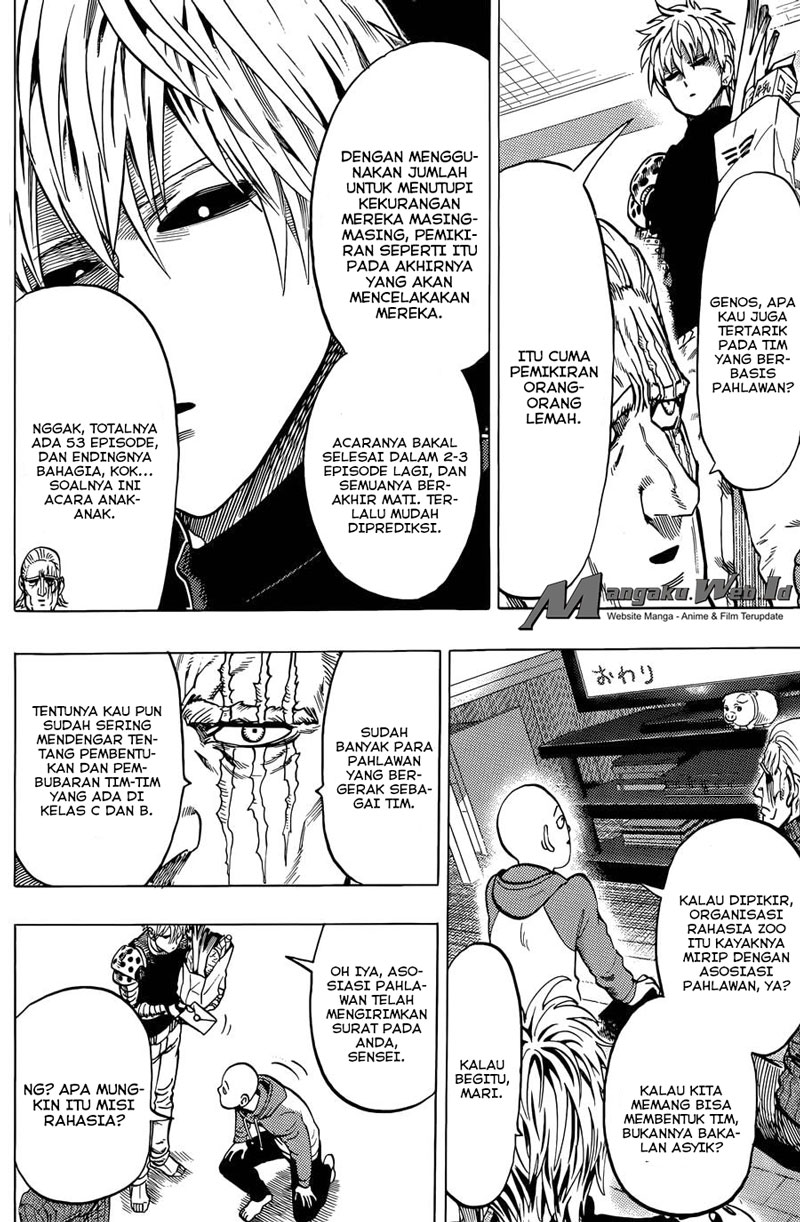 GENOS, APA
KAU JUGA
TERTARIK
PADA TIM
YANG BER-
BASIS
PAHLAWAN?
ITU CUMA
PEMIKIRAN
ORANG-
ORANG
LEMAH.
DENGAN MENGGU-
NAKAN JUMLAH
UNTUK MENUTUPI
KEKURANGAN
MEREKA MASING-
MASING, PEMIKI-
RAN SEPERTI ITU
PADA AKHIRNYA
YANG AKAN
MENCELAKAKAN
MEREKA.
ACARANYA BAKAL
SELESAI DALAM 2-3
EPISODE LAGI, DAN
SEMUANYA BER-
AKHIR MATI. TER-
LALU MUDAH
DIPREDIKSI.
NGGAK, TOTALNYA
ADA 53 EPISODE,
DAN ENDINGNYA
BAHAGIA, KOK...
SOALNYA INI
ACARA ANAK-
ANAK.
Mangaku.Web.Id
Website Manga - Anime & Film Terupdate
おわり
KALAU DIPIKIR,
ORGANISASI
RAHASIA ZOO
ITU KAYAKNYA
MIRIP DENGAN
ASOSIASI
PAHLAWAN, YA?
KALAU KITA
MEMANG BISA
MEMBENTUK TIM,
BUKANNYA BAKA-
LAN ASYIK?
KALAU
BEGITU,
MARI.
SUDAH
BANYAK PARA
PAHLAWAN
YANG BER-
GERAK SEBA-
GAI TIM.
TENTUNYA KAU PUN
SUDAH SERING
MENDENGAR TEN-
TANG PEMBENTU-
KAN DAN PEM-
BUBARAN TIM-TIM
YANG ADA DI
KELAS C DAN B.
OH IYA, ASO-
SIASI PAHLA-
WAN TELAH
MENGIRIMKAN
SURAT PADA
ANDA,
SENSEI.
NG? APA MUNG-
KIN ITU MISI
RAHASIA?